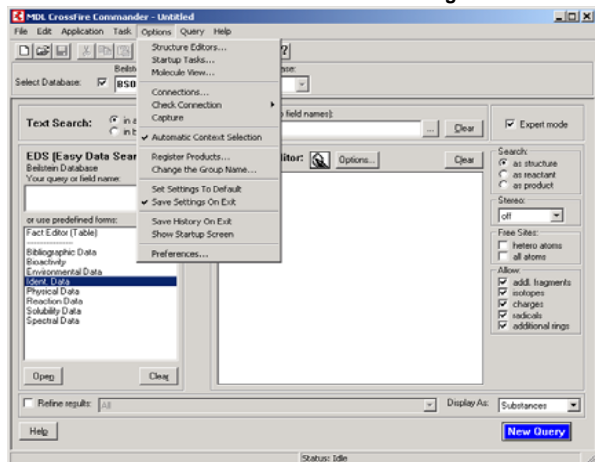 MDL CrossFire Commander - Untitled
File Edit Application Task Options Query Help
Structure Editors...
Startup Tasks...
Molecule View...
Connections...
Check Connection
Capture
Automatic Context Selection
Register Products...
Change the Group Name...
Set Settings To Default
Save Settings On Exit
Save History On Exit
Show Startup Screen
Preferences...
Select Database:
BS0
Text Search:
in a
in b
field names):
...
Clear
Expert mode
EDS (Easy Data Sear
Beilstein Database
Your query or field name:
or use predefined forms:
Fact Editor (Table)
Bibliographic Data
Bioactivity
Environmental Data
Ident. Data
Physical Data
Reaction Data
Solubility Data
Spectral Data
Open
Clear
itor:
Options...
Clear
Search:
as structure
as reactant
as product
Stereo:
off
Free Sites:
hetero atoms
all atoms
Allow:
addl. fragments
isotopes
charges
radicals
additional rings
Refine results:
All
Display As:
Substances
Help
New Query
Status: Idle